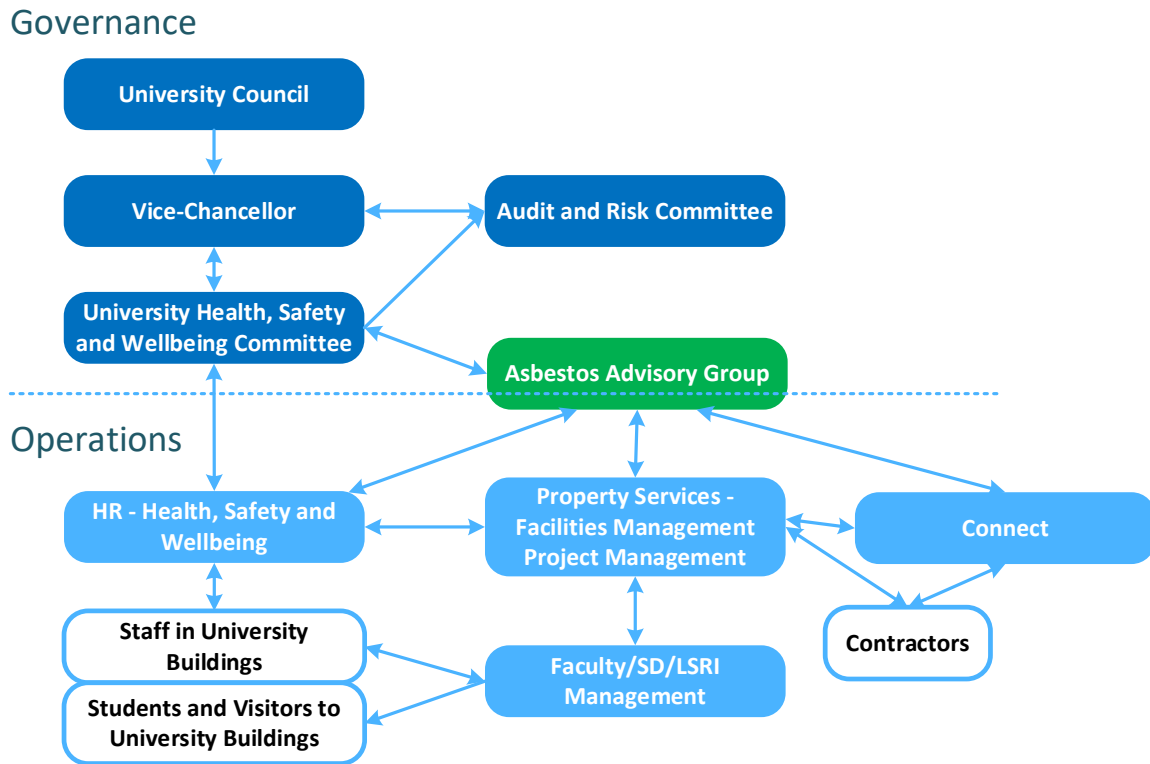 Governance
University Council
Vice-Chancellor
Audit and Risk Committee
University Health, Safety
and Wellbeing Committee
Asbestos Advisory Group
Operations
HR - Health, Safety and
Wellbeing
Property Services -
Facilities Management
Project Management
Connect
Staff in University
Buildings
Contractors
Faculty/SD/LSRI
Management
Students and Visitors to
University Buildings